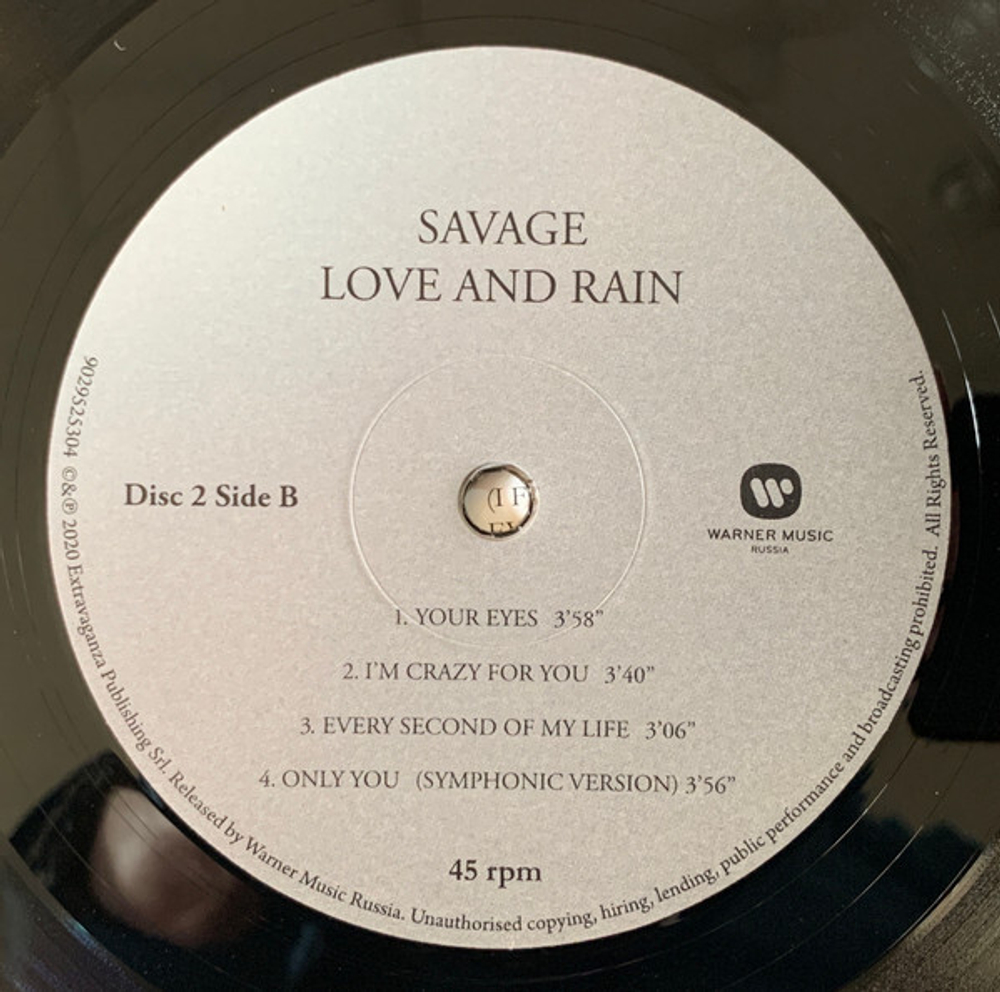 SAVAGE
LOVE AND RAIN
Disc 2 Side B
(I F
WARNER MUSIC
RUSSIA
1. YOUR EYES 3’58”
2. I’M CRAZY FOR YOU 3’40”
3. EVERY SECOND OF MY LIFE 3’06”
4. ONLY YOU (SYMPHONIC VERSION) 3’56”
45 rpm
9029525304 ©&℗ 2020 Extravaganza Publishing Srl. Released by Warner Music Russia. Unauthorised copying, hiring, lending, public performance and broadcasting prohibited. All Rights Reserved.